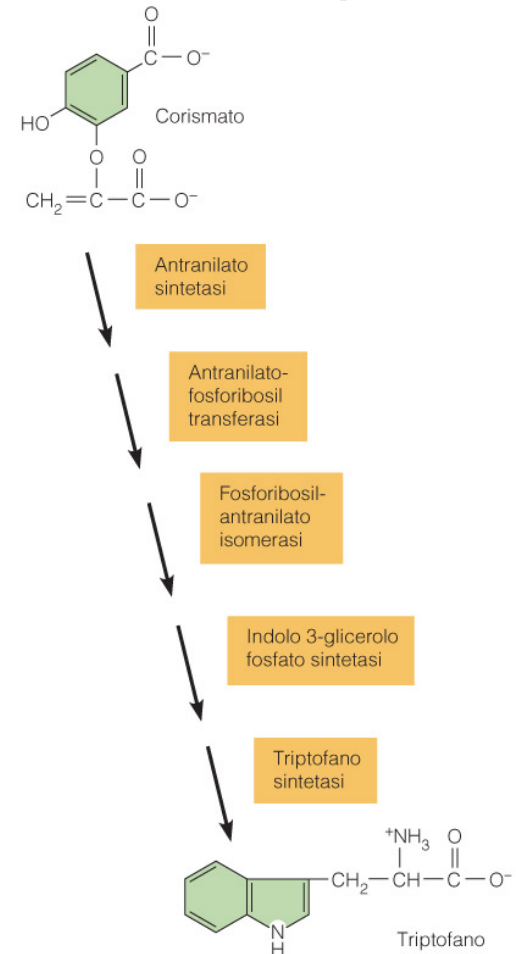 O
C—O⁻
HO
Corismato
O O
CH₂=C—C—O⁻
Antranilato
sintetasi
Antranilato-
fosforibosil
transferasi
Fosforibosil-
antranilato
isomerasi
Indolo 3-glicerolo
fosfato sintetasi
Triptofano
sintetasi
⁺NH₃ O
CH₂—CH—C—O⁻
N
H
Triptofano